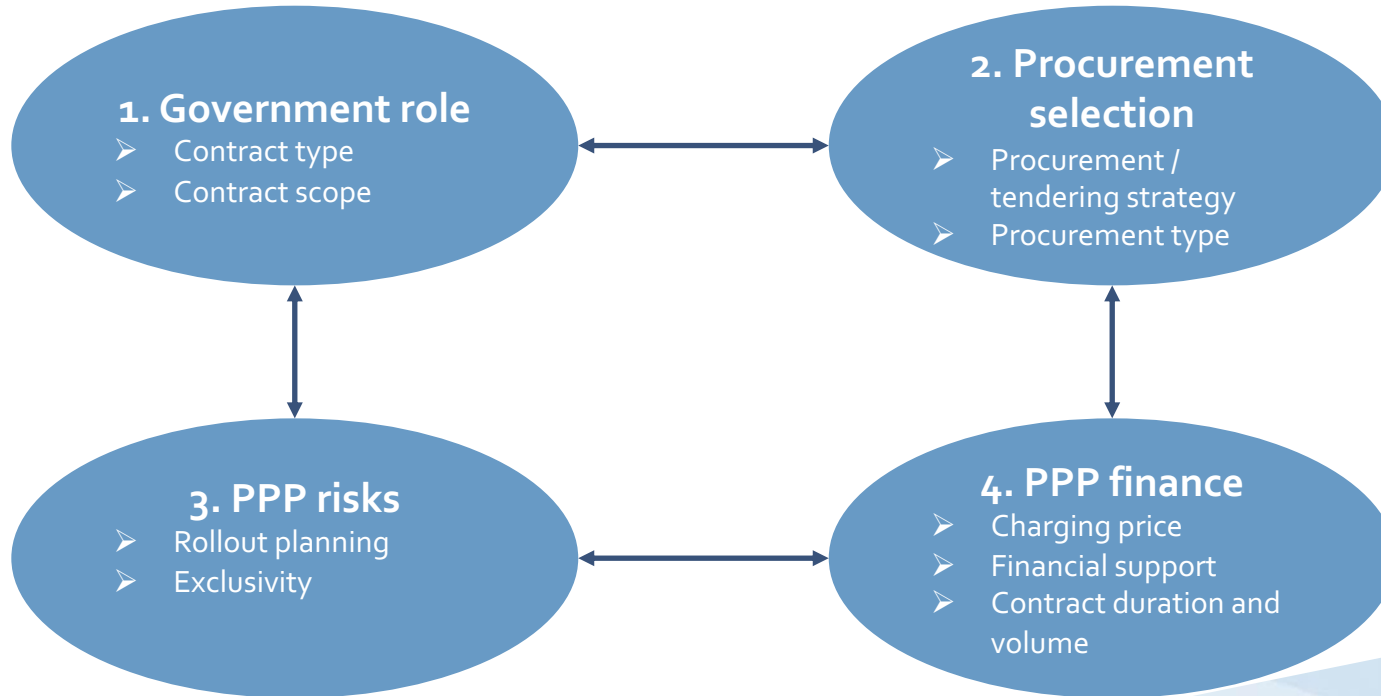 1. Government role
➢ Contract type
➢ Contract scope
2. Procurement
selection
➢ Procurement /
tendering strategy
➢ Procurement type
3. PPP risks
➢ Rollout planning
➢ Exclusivity
4. PPP finance
➢ Charging price
➢ Financial support
➢ Contract duration and
volume